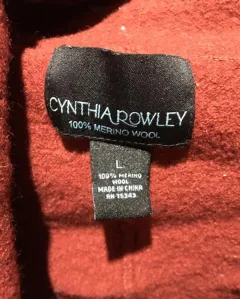 CYNTHIA ROWLEY
100% MERINO WOOL
L
100% MERINO
WOOL
MADE IN CHINA
RN 75343